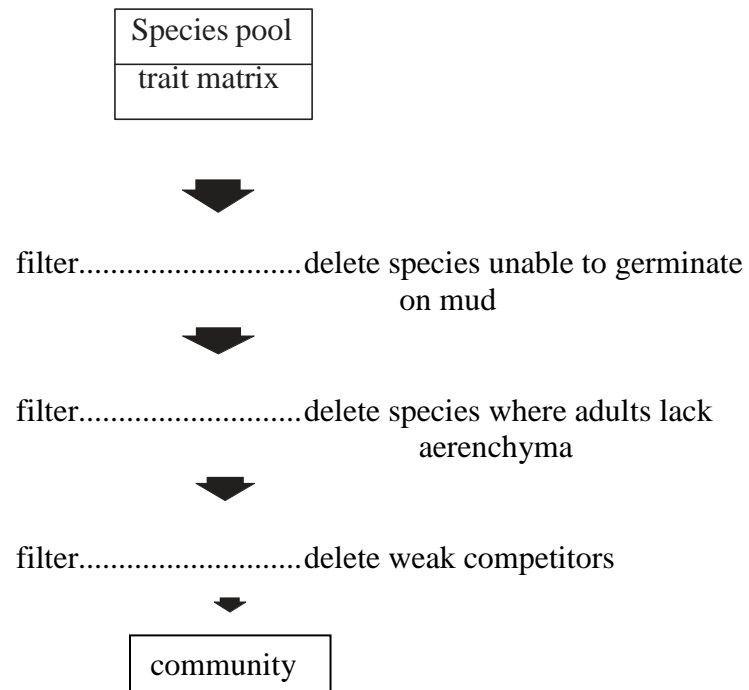 Species pool
trait matrix
filter............................delete species unable to germinate
on mud
filter............................delete species where adults lack
aerenchyma
filter............................delete weak competitors
community